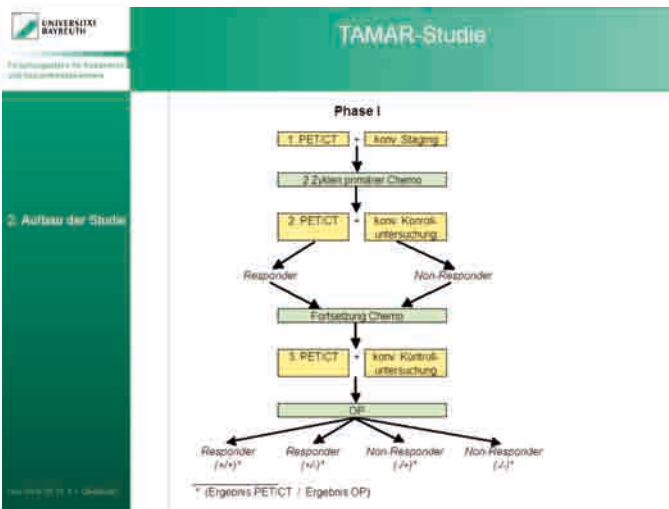 UNIVERSITÄT
BAYREUTH
TAMAR-Studie
2. Aufbau der Studie
Phase I
1. PET/CT + konv. Staging
2 Zyklen primärer Chemo
2. PET/CT + konv. Kontroll-
untersuchung
Responder Non-Responder
Fortsetzung Chemo
3. PET/CT + konv. Kontroll-
untersuchung
OP
Responder Responder Non-Responder Non-Responder
(+/+)* (+/-)* (-/+)* (-/-)*
* (Ergebnis PET/CT / Ergebnis OP)